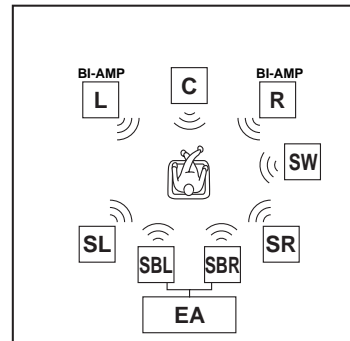 BI-AMP BI-AMP
L C R
SW
SL SR
SBL SBR
EA